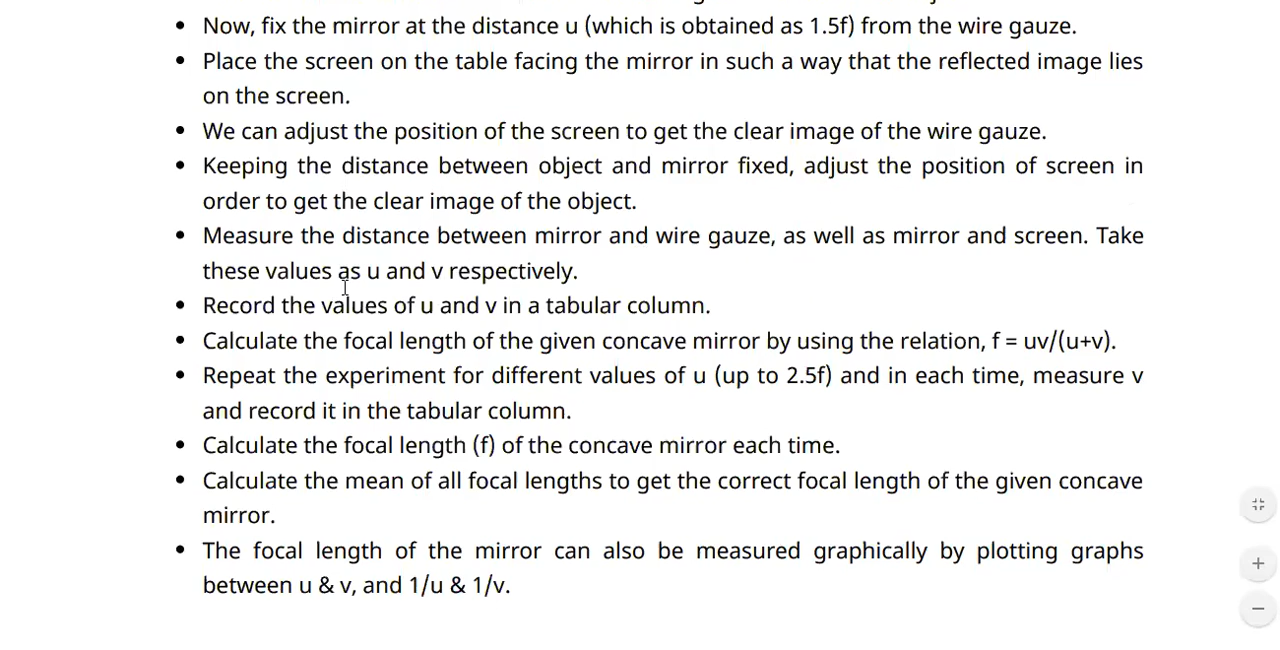 • Now, fix the mirror at the distance u (which is obtained as 1.5f) from the wire gauze.
• Place the screen on the table facing the mirror in such a way that the reflected image lies
on the screen.
• We can adjust the position of the screen to get the clear image of the wire gauze.
• Keeping the distance between object and mirror fixed, adjust the position of screen in
order to get the clear image of the object.
• Measure the distance between mirror and wire gauze, as well as mirror and screen. Take
these values as u and v respectively.
• Record the values of u and v in a tabular column.
• Calculate the focal length of the given concave mirror by using the relation, f = uv/(u+v).
• Repeat the experiment for different values of u (up to 2.5f) and in each time, measure v
and record it in the tabular column.
• Calculate the focal length (f) of the concave mirror each time.
• Calculate the mean of all focal lengths to get the correct focal length of the given concave
mirror.
• The focal length of the mirror can also be measured graphically by plotting graphs
between u & v, and 1/u & 1/v.